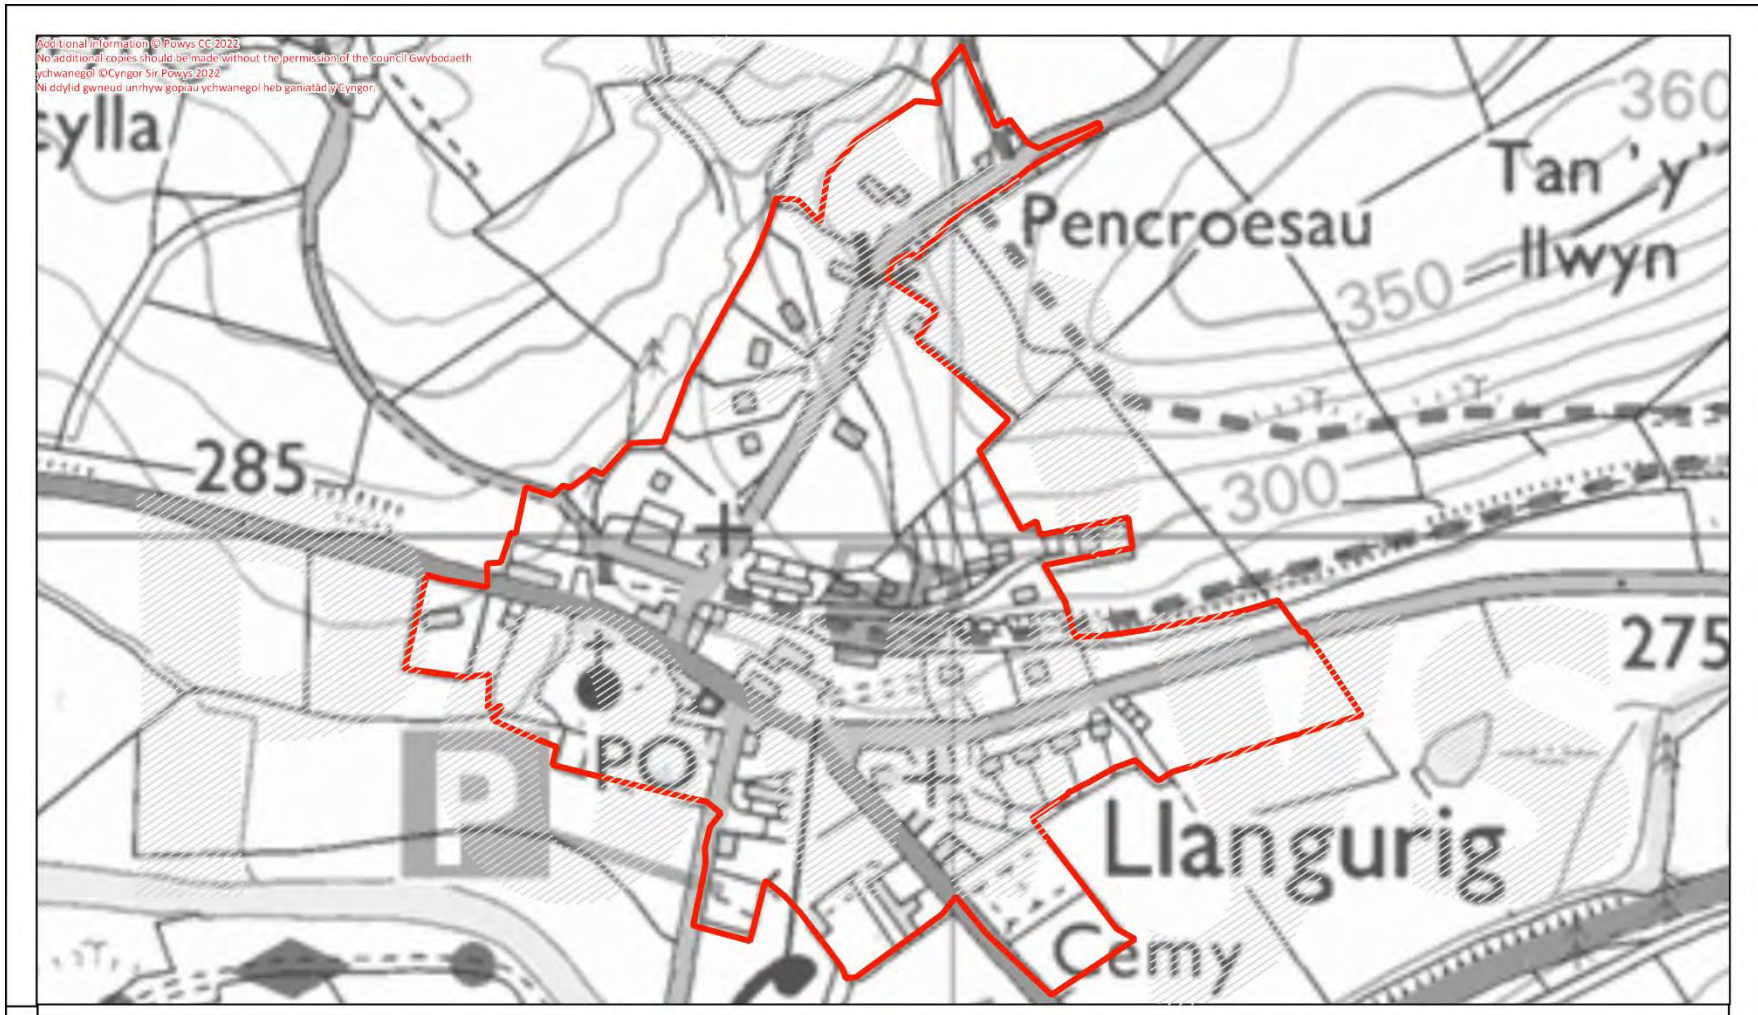 Additional information © Powys CC 2022
No additional copies should be made without the permission of the council Gwybodaeth
ychwanegol ©Cyngor Sir Powys 2022
Ni ddylid gwneud unrhyw gopïau ychwanegol heb ganiatâd y Cyngor.
360
sylla
Tan 'y'
llwyn
Pencroesau
350
285
300
275
PO
P
Llangurig
Cemy